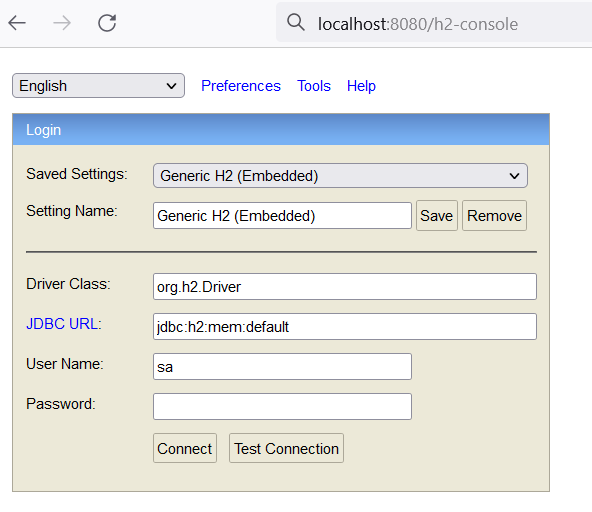 localhost:8080/h2-console
English Preferences Tools Help
Login
Saved Settings: Generic H2 (Embedded)
Setting Name: Generic H2 (Embedded) Save Remove
Driver Class: org.h2.Driver
JDBC URL: jdbc:h2:mem:default
User Name: sa
Password:
Connect Test Connection